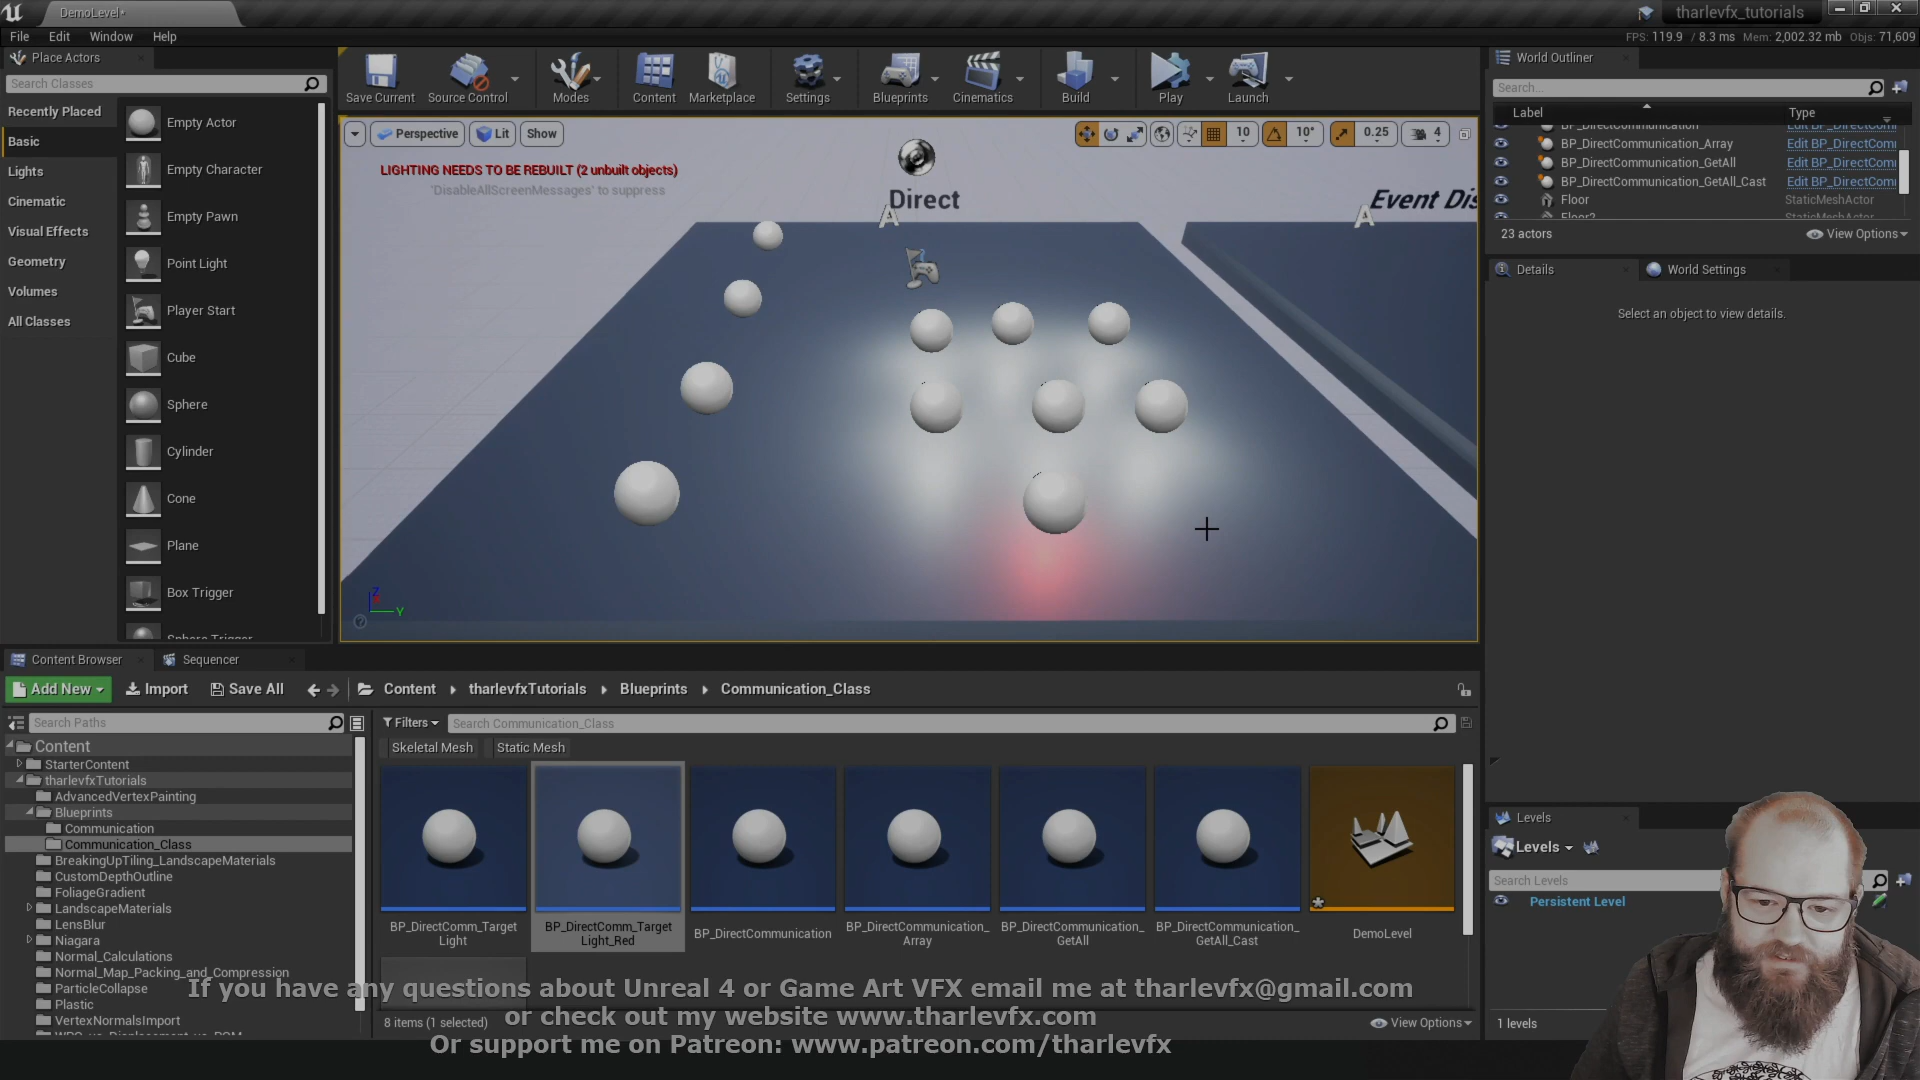 DemoLevel•
tharlevfx_tutorials
File Edit Window Help
FPS: 119.9 / 8.3 ms Mem: 2,002.32 mb Objs: 71,609
Place Actors
Search Classes
Recently Placed
Basic
Lights
Cinematic
Visual Effects
Geometry
Volumes
All Classes
Empty Actor
Empty Character
Empty Pawn
Point Light
Player Start
Cube
Sphere
Cylinder
Cone
Plane
Box Trigger
Sphere Trigger
Save Current Source Control Modes Content Marketplace Settings Blueprints Cinematics Build Play Launch
Perspective Lit Show
10 10° 0.25 4
LIGHTING NEEDS TO BE REBUILT (2 unbuilt objects)
'DisableAllScreenMessages' to suppress
Direct
A
Event Dis
A
Z
Y
World Outliner
Search...
Label Type
BP_DirectCommunication Edit BP_DirectCom
BP_DirectCommunication_Array Edit BP_DirectCom
BP_DirectCommunication_GetAll Edit BP_DirectCom
BP_DirectCommunication_GetAll_Cast Edit BP_DirectCom
Floor StaticMeshActor
Floor2 StaticMeshActor
23 actors View Options
Details World Settings
Select an object to view details.
Content Browser Sequencer
Add New Import Save All Content tharlevfxTutorials Blueprints Communication_Class
Search Paths
Filters Search Communication_Class
Skeletal Mesh Static Mesh
Content
StarterContent
tharlevfxTutorials
AdvancedVertexPainting
Blueprints
Communication
Communication_Class
BreakingUpTiling_LandscapeMaterials
CustomDepthOutline
FoliageGradient
LandscapeMaterials
LensBlur
Niagara
Normal_Calculations
Normal_Map_Packing_and_Compression
ParticleCollapse
Plastic
VertexNormalsImport
BP_DirectComm_Target
Light
BP_DirectComm_Target
Light_Red
BP_DirectCommunication
BP_DirectCommunication_
Array
BP_DirectCommunication_
GetAll
BP_DirectCommunication_
GetAll_Cast
DemoLevel
8 items (1 selected) View Options
Levels
Levels
Search Levels
Persistent Level
1 levels
If you have any questions about Unreal 4 or Game Art VFX email me at tharlevfx@gmail.com
or check out my website www.tharlevfx.com
Or support me on Patreon: www.patreon.com/tharlevfx